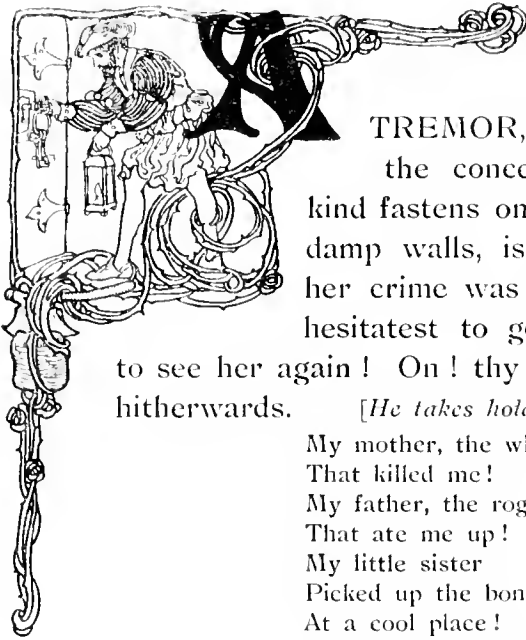 A TREMOR,
the conce
kind fastens on
damp walls, is
her crime was
hesitatest to g
to see her again ! On ! thy
hitherwards. [He takes hold
My mother, the w
That killed me !
My father, the rog
That ate me up !
My little sister
Picked up the bon
At a cool place !